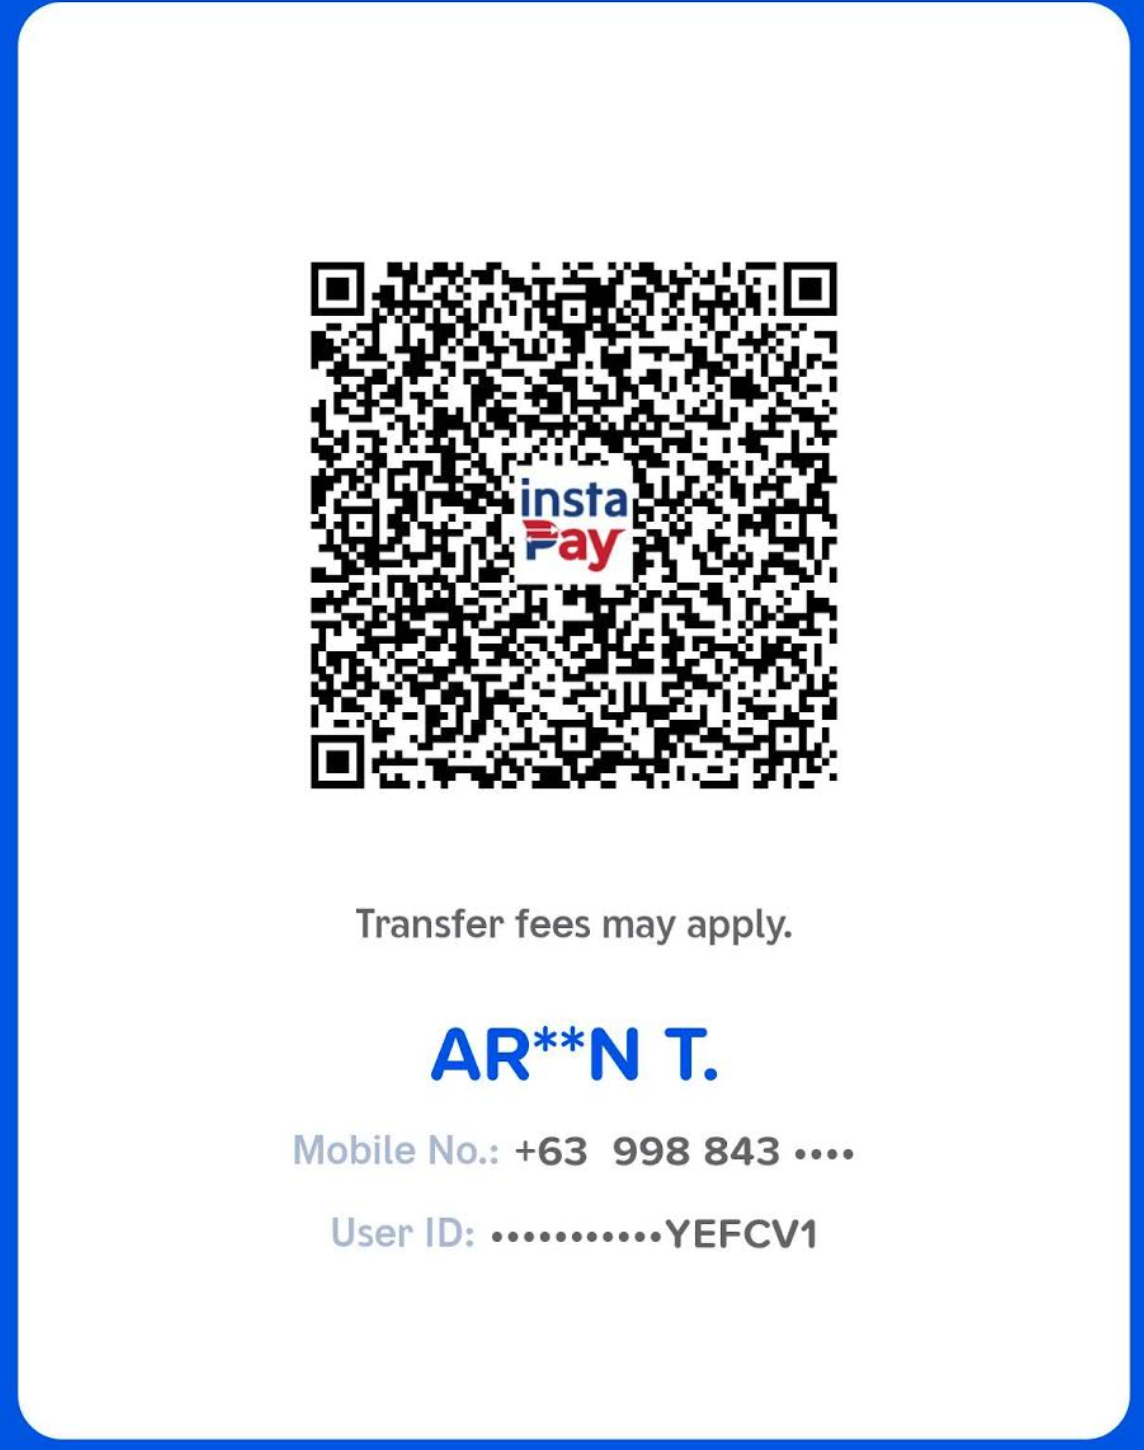 insta
Pay
Transfer fees may apply.
AR**N T.
Mobile No.: +63 998 843 ••••
User ID: •••••••••••YEFCV1